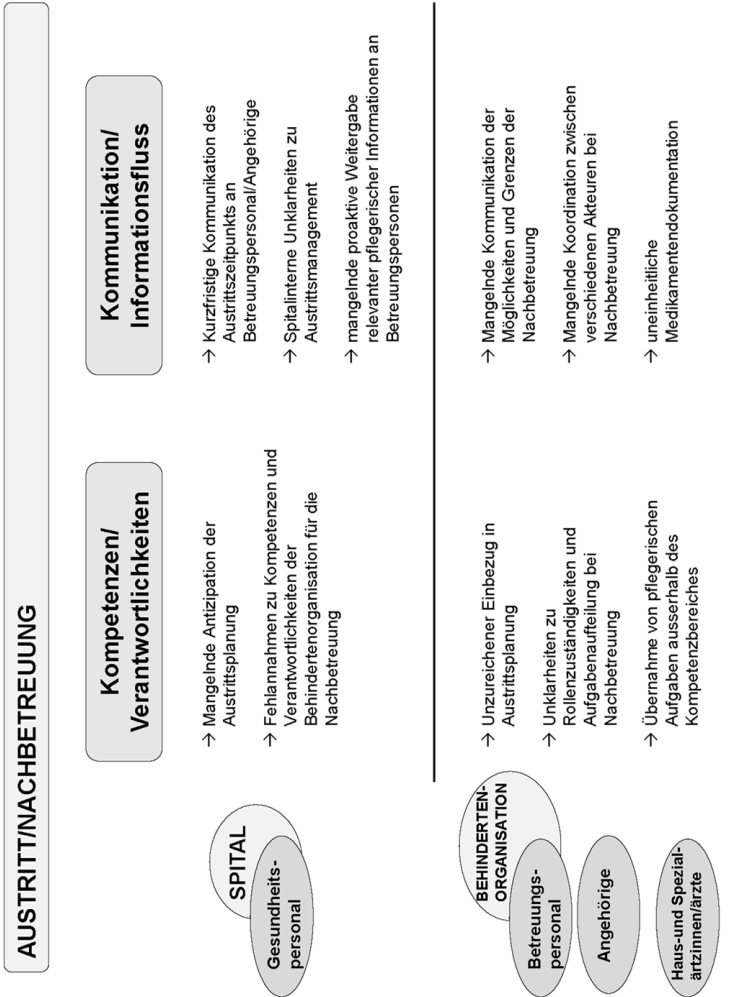 AUSTRITT/NACHBETREUUNG
Kompetenzen/
Verantwortlichkeiten
Kommunikation/
Informationsfluss
SPITAL
Gesundheits-
personal
→ Mangelnde Antizipation der
Austrittsplanung
→ Fehlannahmen zu Kompetenzen und
Verantwortlichkeiten der
Behindertenorganisation für die
Nachbetreuung
→ Kurzfristige Kommunikation des
Austrittszeitpunkts an
Betreuungspersonal/Angehörige
→ Spitalinterne Unklarheiten zu
Austrittsmanagement
→ mangelnde proaktive Weitergabe
relevanter pflegerischer Informationen an
Betreuungspersonen
BEHINDERTEN-
ORGANISATION
Betreuungs-
personal
Angehörige
Haus-und Spezial-
ärtzinnen/ärzte
→ Unzureichener Einbezug in
Austrittsplanung
→ Unklarheiten zu
Rollenzuständigkeiten und
Aufgabenaufteilung bei
Nachbetreuung
→ Übernahme von pflegerischen
Aufgaben ausserhalb des
Kompetenzbereiches
→ Mangelnde Kommunikation der
Möglichkeiten und Grenzen der
Nachbetreuung
→ Mangelnde Koordination zwischen
verschiedenen Akteuren bei
Nachbetreuung
→ uneinheitliche
Medikamentendokumentation